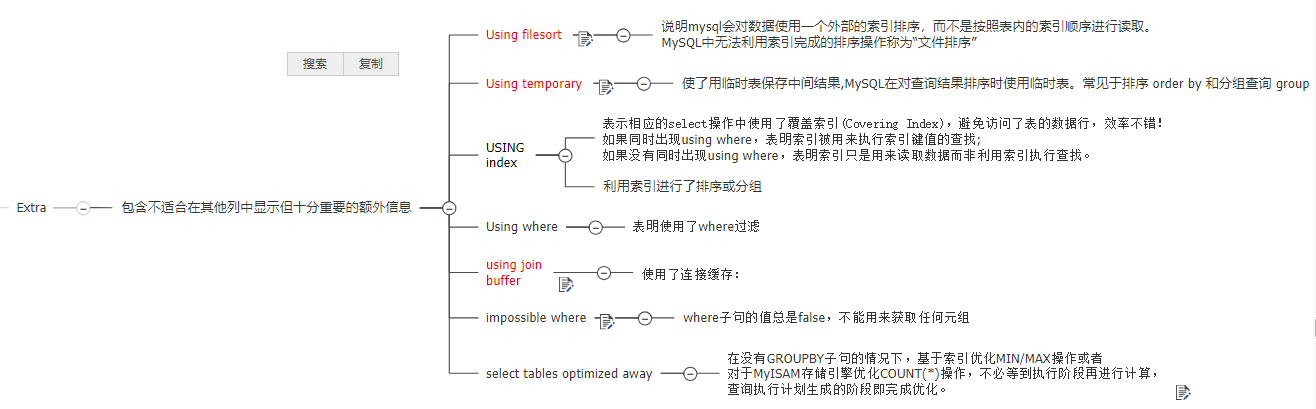 Using filesort
说明mysql会对数据使用一个外部的索引排序，而不是按照表内的索引顺序进行读取。
MySQL中无法利用索引完成的排序操作称为“文件排序”
搜索
复制
Using temporary
使了用临时表保存中间结果,MySQL在对查询结果排序时使用临时表。常见于排序 order by 和分组查询 group
USING
index
表示相应的select操作中使用了覆盖索引(Covering Index)，避免访问了表的数据行，效率不错！
如果同时出现using where，表明索引被用来执行索引键值的查找;
如果没有同时出现using where，表明索引只是用来读取数据而非利用索引执行查找。
利用索引进行了排序或分组
Extra
包含不适合在其他列中显示但十分重要的额外信息
Using where
表明使用了where过滤
using join
buffer
使用了连接缓存：
impossible where
where子句的值总是false，不能用来获取任何元组
select tables optimized away
在没有GROUPBY子句的情况下，基于索引优化MIN/MAX操作或者
对于MyISAM存储引擎优化COUNT(*)操作，不必等到执行阶段再进行计算，
查询执行计划生成的阶段即完成优化。